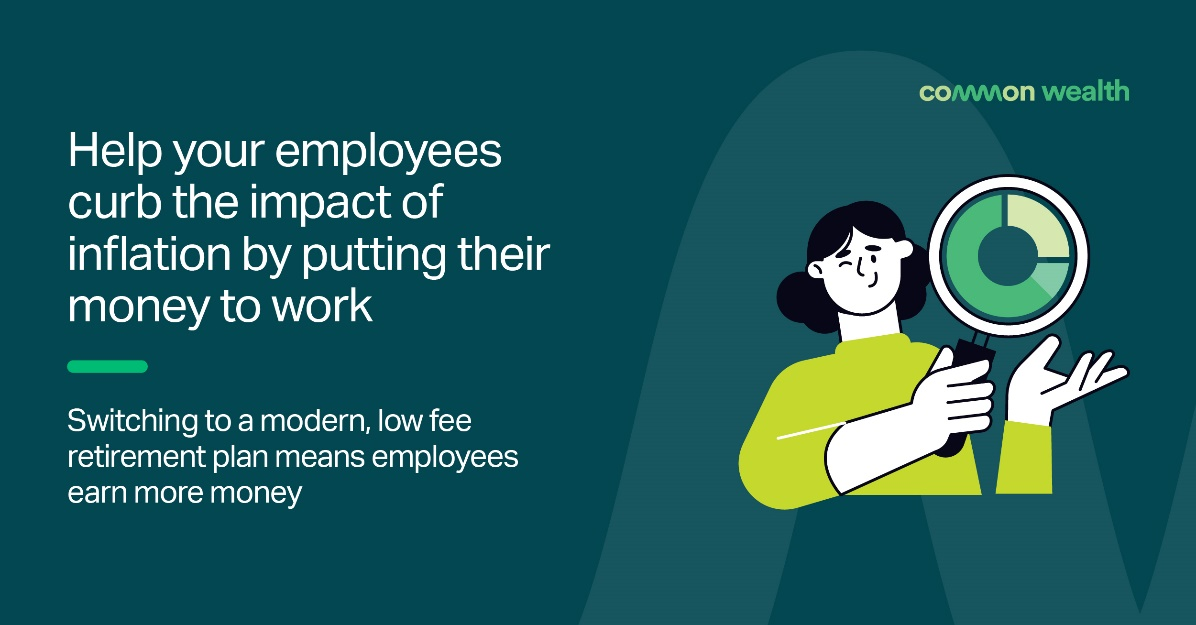 common wealth
Help your employees
curb the impact of
inflation by putting their
money to work
Switching to a modern, low fee
retirement plan means employees
earn more money